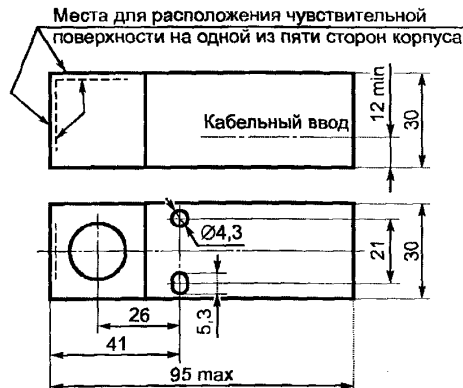 Места для расположения чувствительной
поверхности на одной из пяти сторон корпуса
Кабельный ввод
12 min
30
Ø4,3
21
30
26
5,3
41
95 max